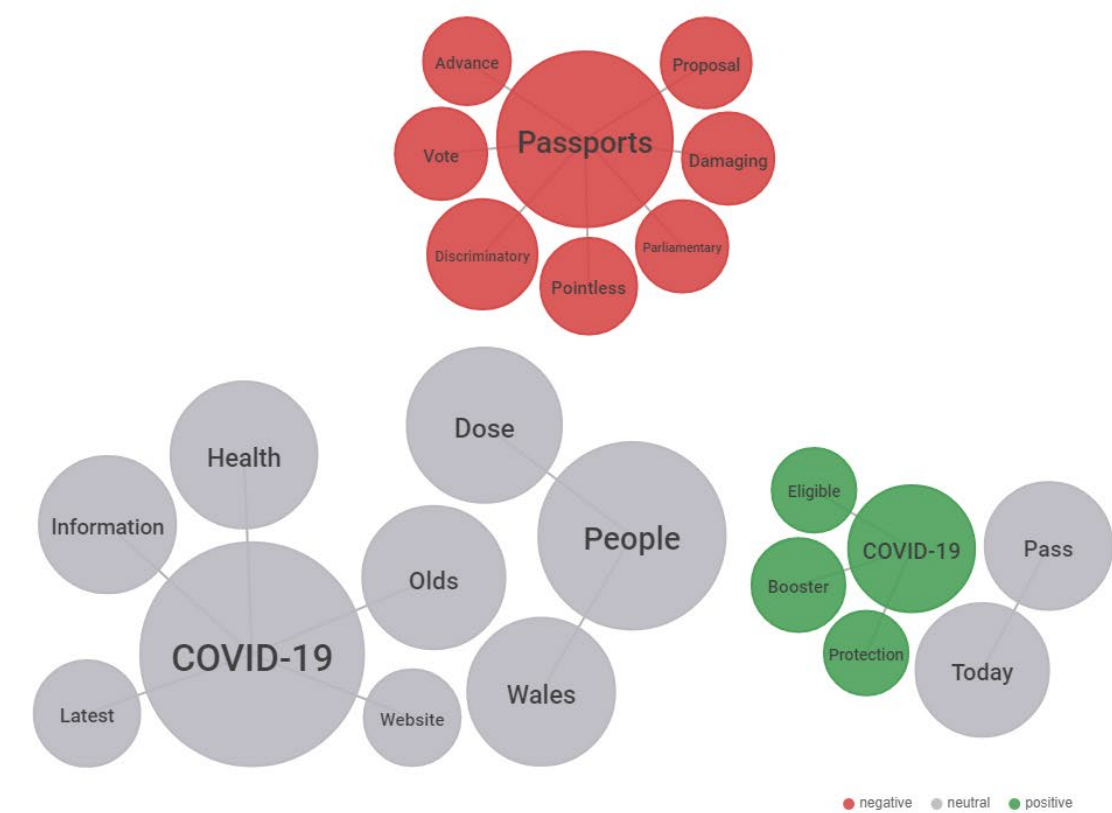 Advance
Proposal
Passports
Vote
Damaging
Discriminatory
Parliamentary
Pointless
Dose
Health
Information
People
Olds
COVID-19
Wales
Latest
Website
Eligible
COVID-19
Pass
Booster
Protection
Today
negative neutral positive